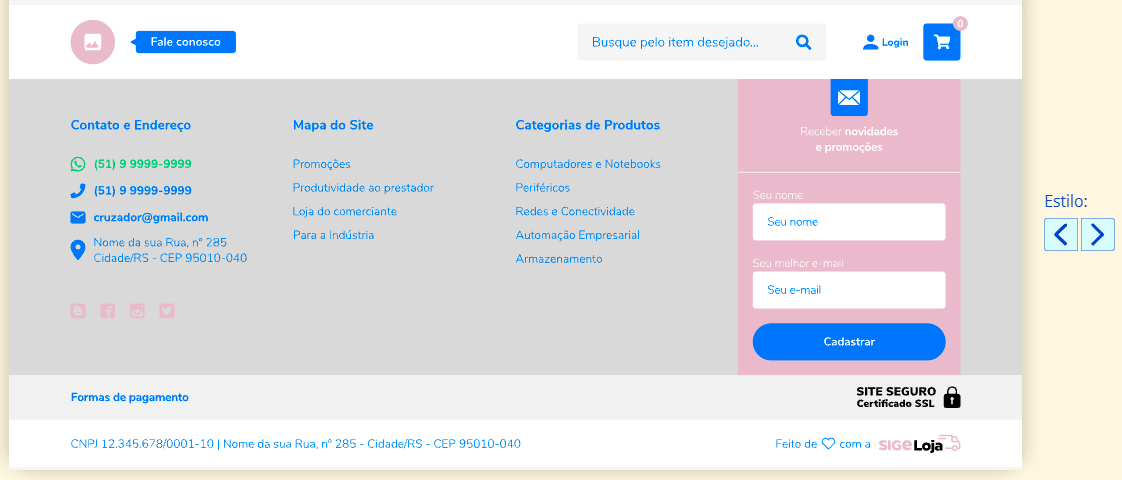 Fale conosco
Busque pelo item desejado...
Login
0
Contato e Endereço
(51) 9 9999-9999
(51) 9 9999-9999
cruzador@gmail.com
Nome da sua Rua, nº 285
Cidade/RS - CEP 95010-040
Mapa do Site
Promoções
Produtividade ao prestador
Loja do comerciante
Para a Indústria
Categorias de Produtos
Computadores e Notebooks
Periféricos
Redes e Conectividade
Automação Empresarial
Armazenamento
Receber novidades
e promoções
Seu nome
Seu nome
Seu melhor e-mail
Seu e-mail
Cadastrar
Estilo:
Formas de pagamento
SITE SEGURO
Certificado SSL
CNPJ 12.345.678/0001-10 | Nome da sua Rua, nº 285 - Cidade/RS - CEP 95010-040
Feito de ♡ com a SIGELoja